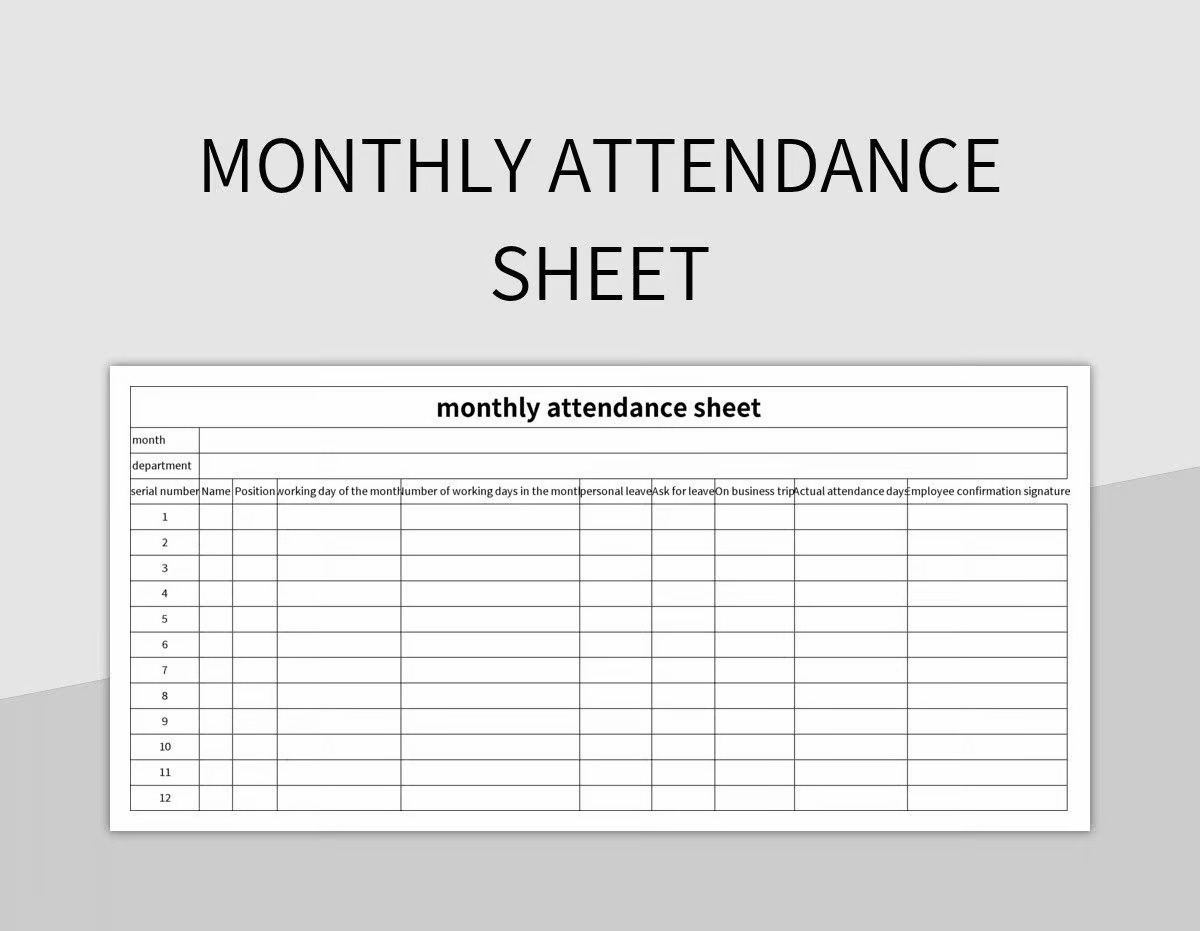 MONTHLY ATTENDANCE
SHEET
monthly attendance sheet
month
department
serial number Name Position working day of the month Number of working days in the month personal leave Ask for leave On business trip Actual attendance days Employee confirmation signature
1
2
3
4
5
6
7
8
9
10
11
12